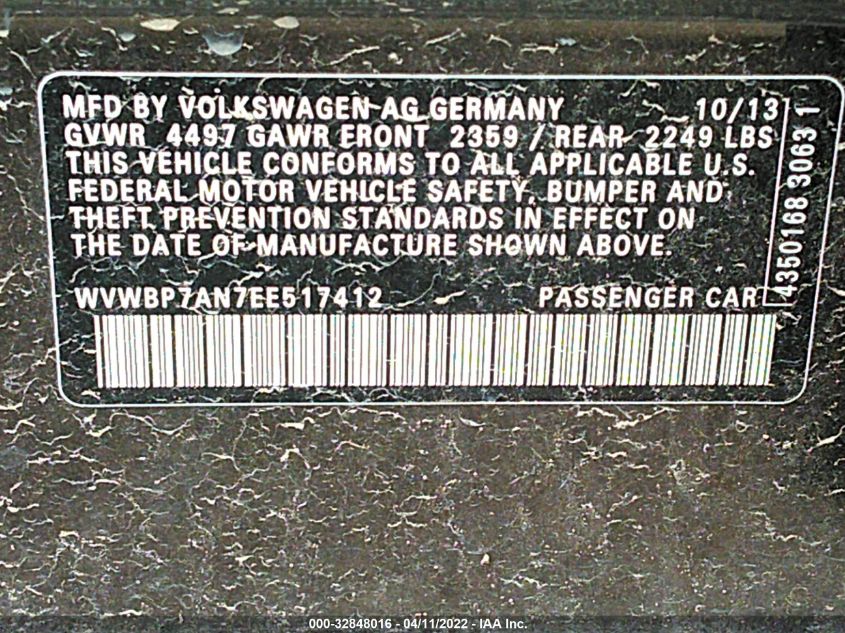 MFD BY VOLKSWAGEN AG GERMANY 10/13
GVWR 4497 GAWR FRONT 2359 / REAR 2249 LBS
THIS VEHICLE CONFORMS TO ALL APPLICABLE U.S.
FEDERAL MOTOR VEHICLE SAFETY, BUMPER AND
THEFT PREVENTION STANDARDS IN EFFECT ON
THE DATE OF MANUFACTURE SHOWN ABOVE.
WVWBP7AN7EE517412 PASSENGER CAR
4350168 3063 1
000-32848016 - 04/11/2022 - IAA Inc.